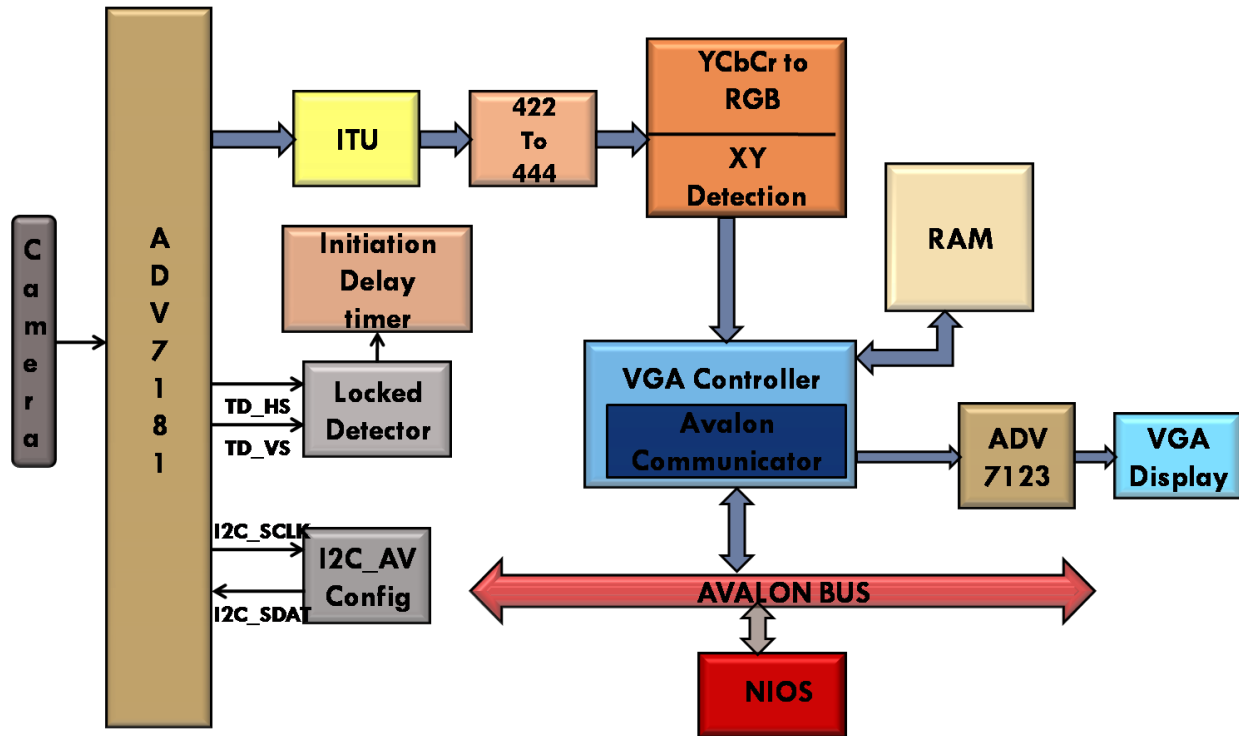 Camera
ADV7181
ITU
422
To
444
YCbCr to
RGB
XY
Detection
RAM
Initiation
Delay
timer
Locked
Detector
TD_HS
TD_VS
I2C_SCLK
I2C_AV
Config
I2C_SDAT
VGA Controller
Avalon
Communicator
ADV
7123
VGA
Display
AVALON BUS
NIOS